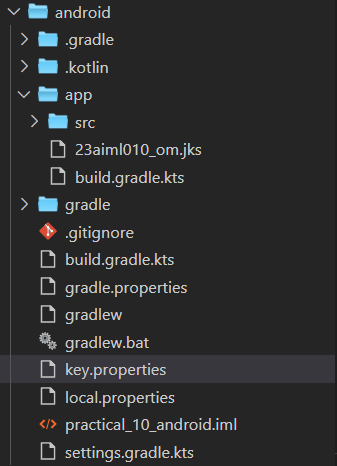 android
.gradle
.kotlin
app
src
23aiml010_om.jks
build.gradle.kts
gradle
.gitignore
build.gradle.kts
gradle.properties
gradlew
gradlew.bat
key.properties
local.properties
practical_10_android.iml
settings.gradle.kts